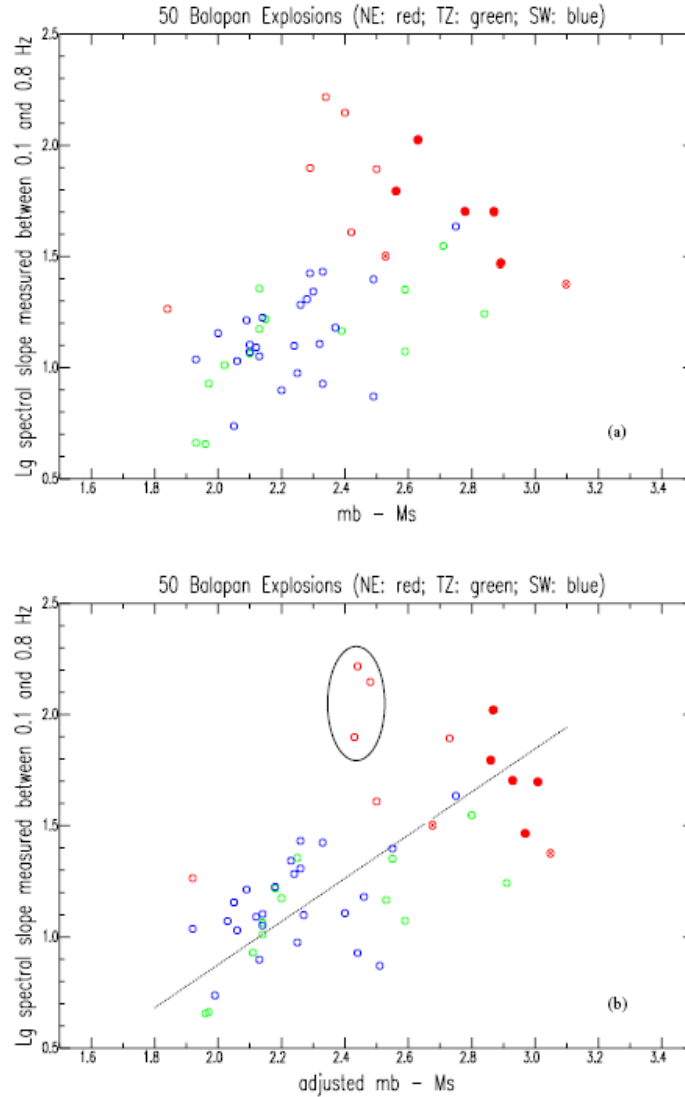 50 Balapan Explosions (NE: red; TZ: green; SW: blue)
Lg spectral slope measured between 0.1 and 0.8 Hz
2.5
2.0
1.5
1.0
0.5
(a)
1.6 1.8 2.0 2.2 2.4 2.6 2.8 3.0 3.2 3.4
mb - Ms
50 Balapan Explosions (NE: red; TZ: green; SW: blue)
Lg spectral slope measured between 0.1 and 0.8 Hz
2.5
2.0
1.5
1.0
0.5
(b)
1.6 1.8 2.0 2.2 2.4 2.6 2.8 3.0 3.2 3.4
adjusted mb - Ms